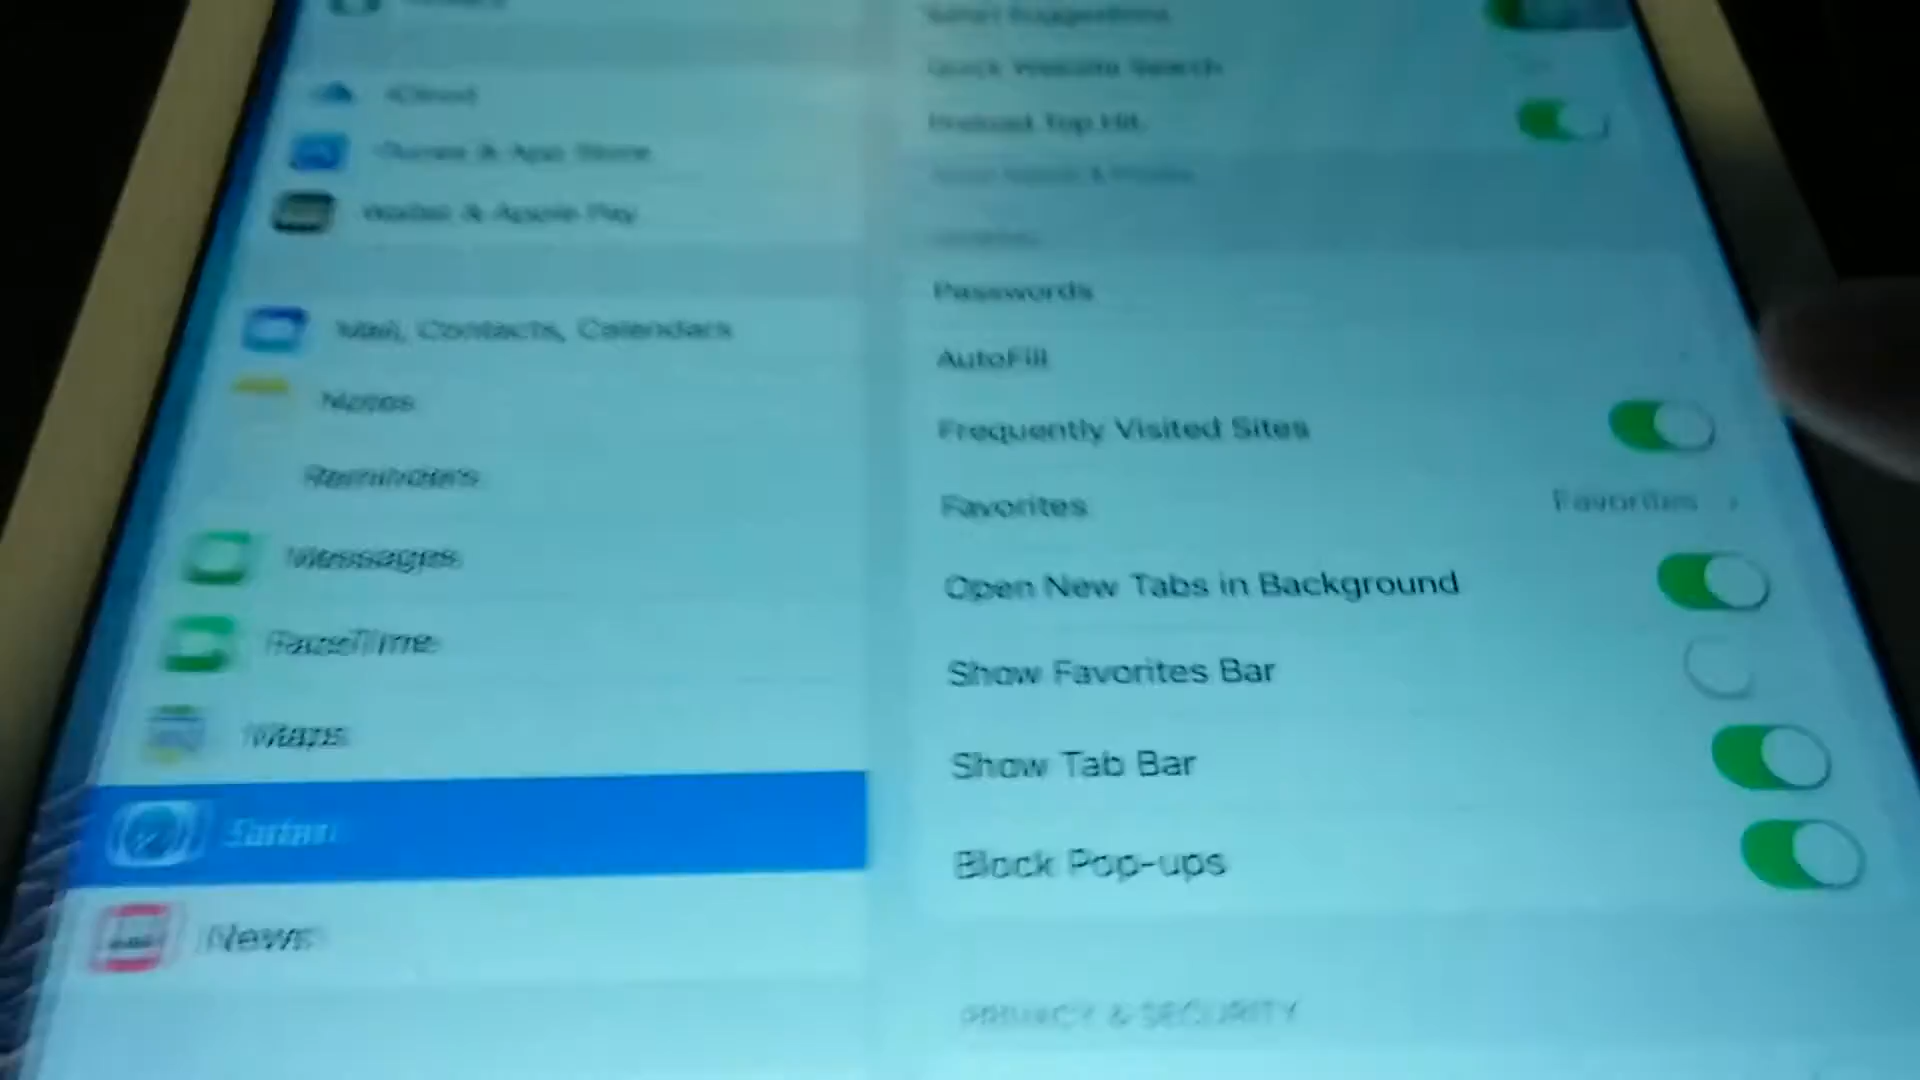 iCloud
iTunes & App Store
Wallet & Apple Pay
Mail, Contacts, Calendars
Notes
Reminders
Messages
FaceTime
Maps
Safari
News
Safari Suggestions
Quick Website Search
Preload Top Hit
Passwords
AutoFill
Frequently Visited Sites
Favorites Favorites
Open New Tabs in Background
Show Favorites Bar
Show Tab Bar
Block Pop-ups
PRIVACY & SECURITY